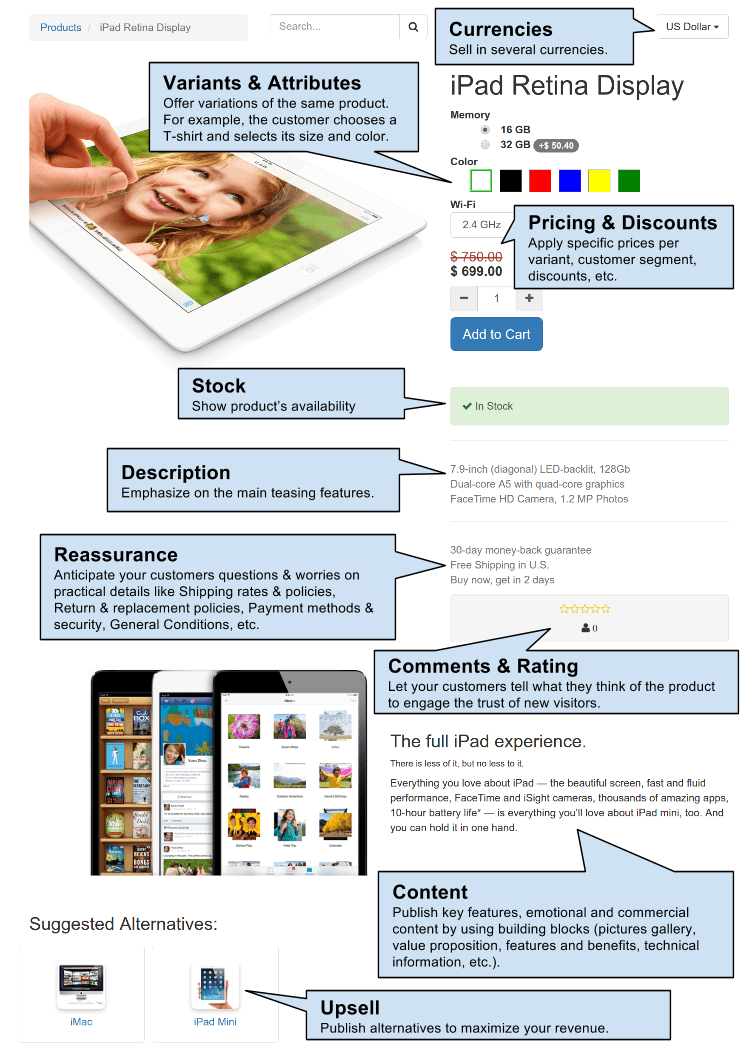 Products / iPad Retina Display
Search...
Currencies
Sell in several currencies.
US Dollar
Variants & Attributes
Offer variations of the same product.
For example, the customer chooses a
T-shirt and selects its size and color.
iPad Retina Display
Memory
16 GB
32 GB +$ 50.40
Color
Wi-Fi
2.4 GHz
Pricing & Discounts
Apply specific prices per
variant, customer segment,
discounts, etc.
$ 750.00
$ 699.00
− 1 +
Add to Cart
Stock
Show product's availability
In Stock
Description
Emphasize on the main teasing features.
7.9-inch (diagonal) LED-backlit, 128Gb
Dual-core A5 with quad-core graphics
FaceTime HD Camera, 1.2 MP Photos
Reassurance
Anticipate your customers questions & worries on
practical details like Shipping rates & policies,
Return & replacement policies, Payment methods &
security, General Conditions, etc.
30-day money-back guarantee
Free Shipping in U.S.
Buy now, get in 2 days
0
Comments & Rating
Let your customers tell what they think of the product
to engage the trust of new visitors.
The full iPad experience.
There is less of it, but no less to it.
Everything you love about iPad — the beautiful screen, fast and fluid
performance, FaceTime and iSight cameras, thousands of amazing apps,
10-hour battery life* — is everything you'll love about iPad mini, too. And
you can hold it in one hand.
Content
Publish key features, emotional and commercial
content by using building blocks (pictures gallery,
value proposition, features and benefits, technical
information, etc.).
Suggested Alternatives:
iMac
iPad Mini
Upsell
Publish alternatives to maximize your revenue.